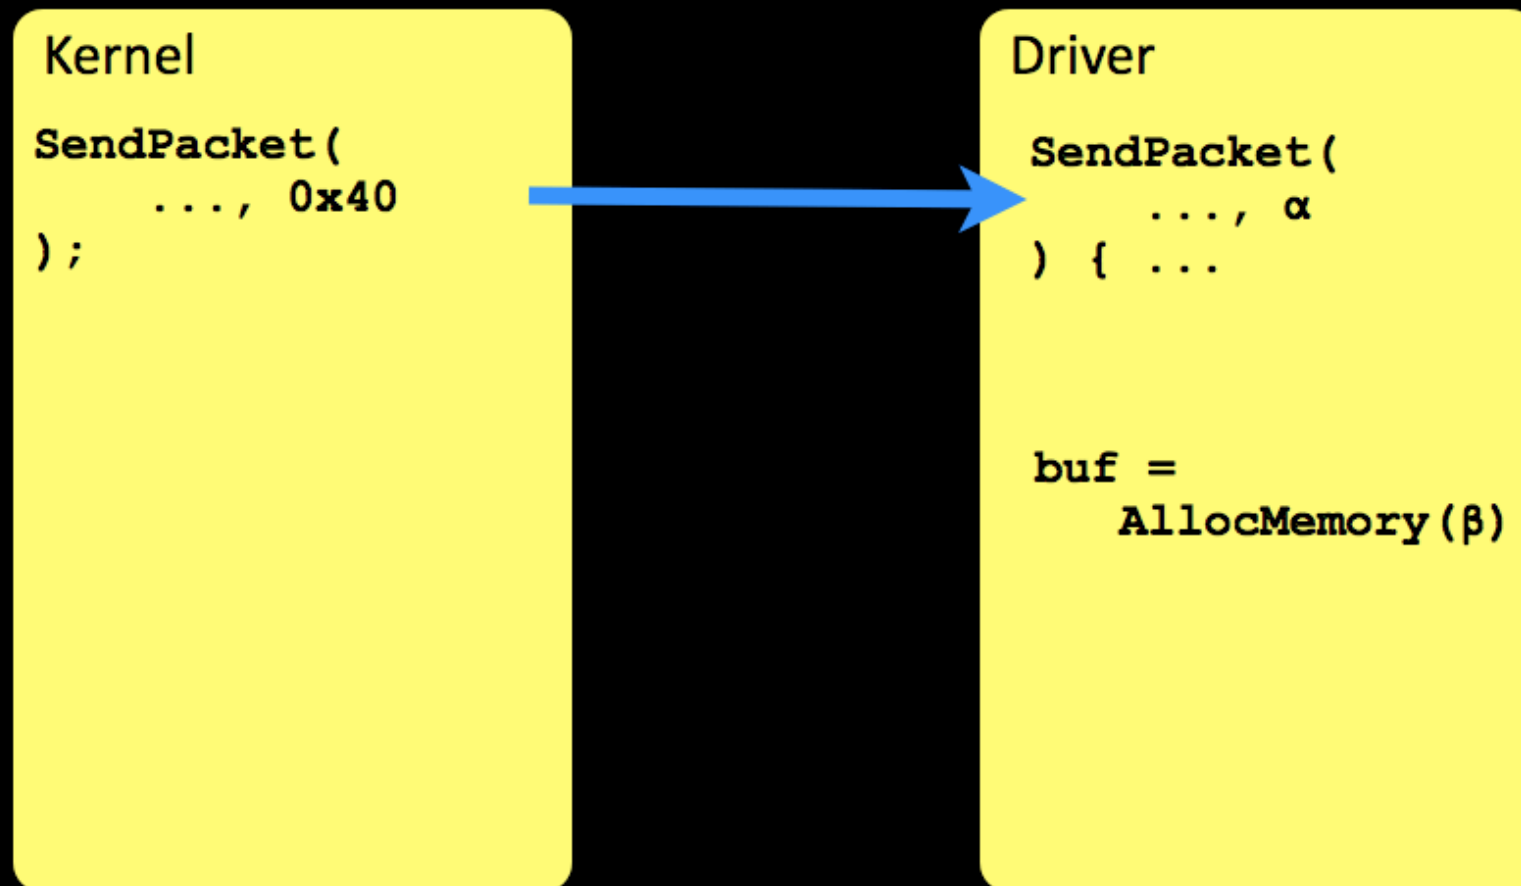 Kernel
SendPacket(
..., 0x40
);
Driver
SendPacket(
..., α
) { ...
buf =
AllocMemory(β)